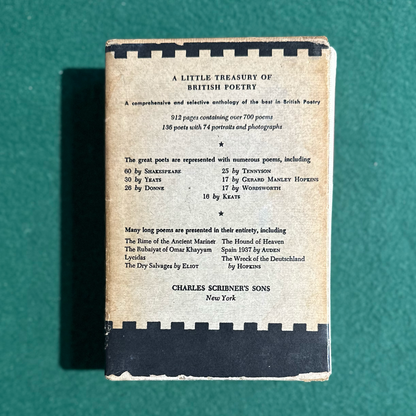 A LITTLE TREASURY OF
BRITISH POETRY
A comprehensive and selective anthology of the best in British Poetry
912 pages containing over 700 poems
136 poets with 74 portraits and photographs
★
The great poets are represented with numerous poems, including
60 by SHAKESPEARE 25 by TENNYSON
30 by YEATS 17 by GERARD MANLEY HOPKINS
26 by DONNE 17 by WORDSWORTH
16 by KEATS
★
Many long poems are presented in their entirety, including
The Rime of the Ancient Mariner The Hound of Heaven
The Rubaiyat of Omar Khayyam Spain 1937 by AUDEN
Lycidas The Wreck of the Deutschland
The Dry Salvages by ELIOT by HOPKINS
CHARLES SCRIBNER'S SONS
New York